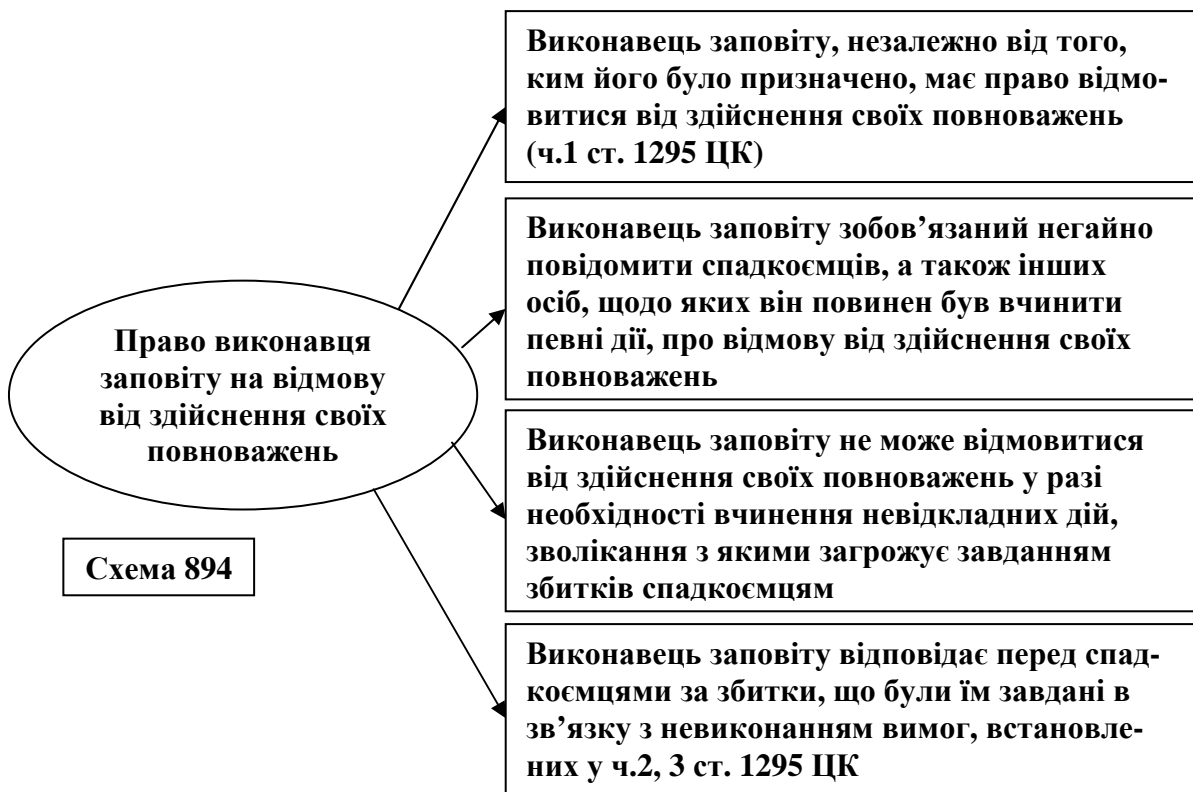 Виконавець заповіту, незалежно від того,
ким його було призначено, має право відмо-
витися від здійснення своїх повноважень
(ч.1 ст. 1295 ЦК)
Виконавець заповіту зобов’язаний негайно
повідомити спадкоємців, а також інших
осіб, щодо яких він повинен був вчинити
певні дії, про відмову від здійснення своїх
повноважень
Право виконавця
заповіту на відмову
від здійснення своїх
повноважень
Виконавець заповіту не може відмовитися
від здійснення своїх повноважень у разі
необхідності вчинення невідкладних дій,
зволікання з якими загрожує завданням
збитків спадкоємцям
Схема 894
Виконавець заповіту відповідає перед спад-
коємцями за збитки, що були їм завдані в
зв’язку з невиконанням вимог, встановле-
них у ч.2, 3 ст. 1295 ЦК